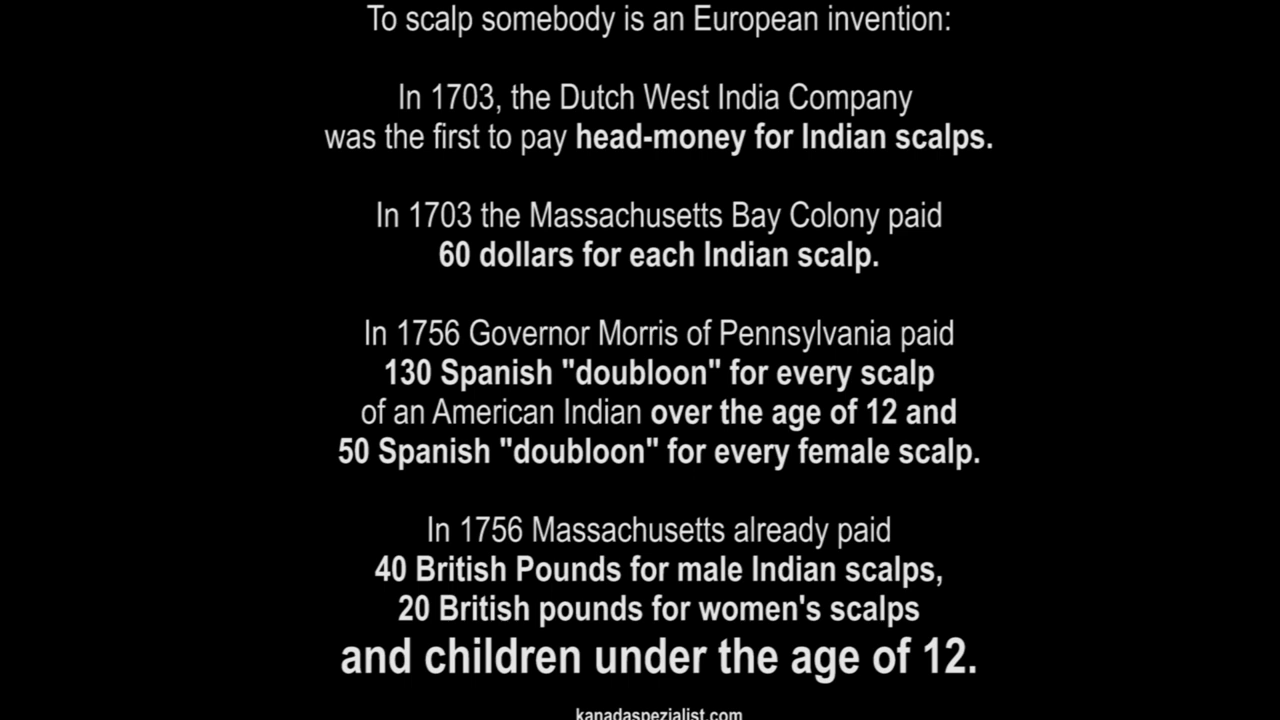 To scalp somebody is an European invention:
In 1703, the Dutch West India Company
was the first to pay head-money for Indian scalps.
In 1703 the Massachusetts Bay Colony paid
60 dollars for each Indian scalp.
In 1756 Governor Morris of Pennsylvania paid
130 Spanish "doubloon" for every scalp
of an American Indian over the age of 12 and
50 Spanish "doubloon" for every female scalp.
In 1756 Massachusetts already paid
40 British Pounds for male Indian scalps,
20 British pounds for women's scalps
and children under the age of 12.
kanadaspezialist.com